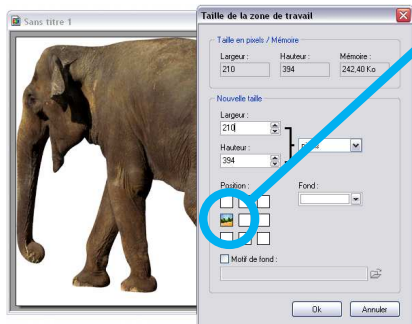 Sans titre 1
Taille de la zone de travail
Taille en pixels / Mémoire
Largeur :
Hauteur :
Mémoire :
210
394
242,40 Ko
Nouvelle taille
Largeur :
210
Hauteur :
394
Position :
Fond :
Motif de fond :
Ok
Annuler